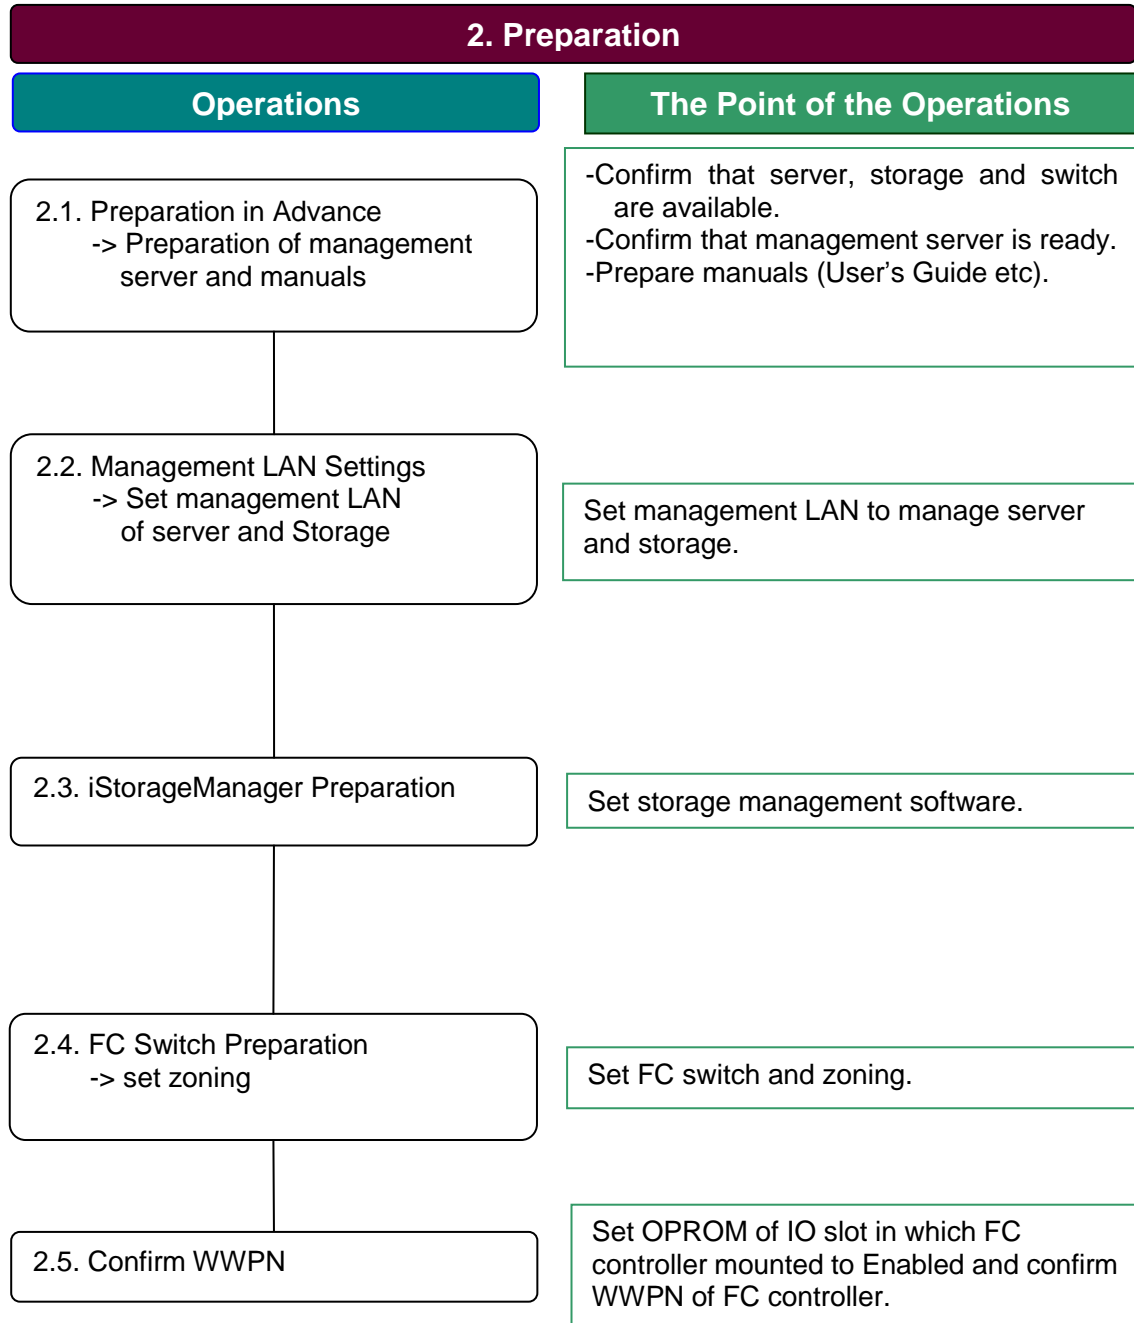 2. Preparation
Operations
The Point of the Operations
2.1. Preparation in Advance
-> Preparation of management
server and manuals
-Confirm that server, storage and switch
are available.
-Confirm that management server is ready.
-Prepare manuals (User's Guide etc).
2.2. Management LAN Settings
-> Set management LAN
of server and Storage
Set management LAN to manage server
and storage.
2.3. iStorageManager Preparation
Set storage management software.
2.4. FC Switch Preparation
-> set zoning
Set FC switch and zoning.
2.5. Confirm WWPN
Set OPROM of IO slot in which FC
controller mounted to Enabled and confirm
WWPN of FC controller.